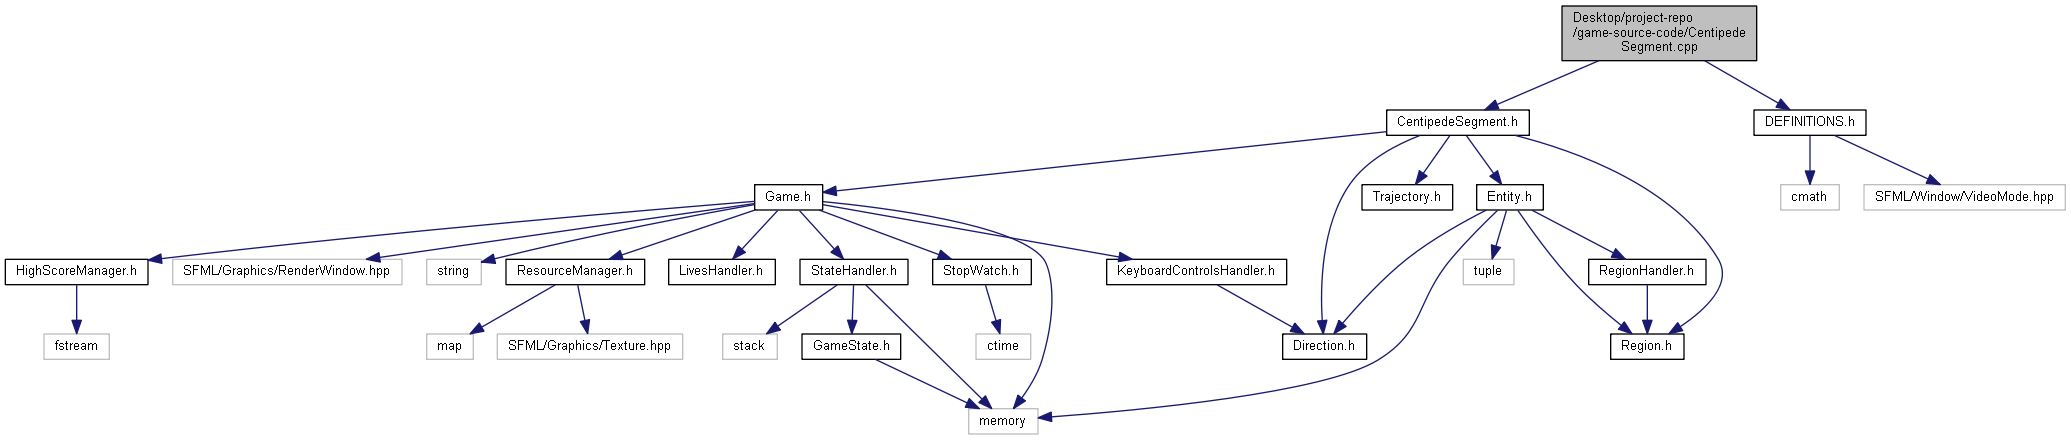 Desktop/project-repo
/game-source-code/Centipede
Segment.cpp
CentipedeSegment.h
DEFINITIONS.h
Game.h
Trajectory.h
Entity.h
cmath
SFML/Window/VideoMode.hpp
HighScoreManager.h
SFML/Graphics/RenderWindow.hpp
string
ResourceManager.h
LivesHandler.h
StateHandler.h
StopWatch.h
KeyboardControlsHandler.h
tuple
RegionHandler.h
fstream
map
SFML/Graphics/Texture.hpp
stack
GameState.h
ctime
Direction.h
Region.h
memory